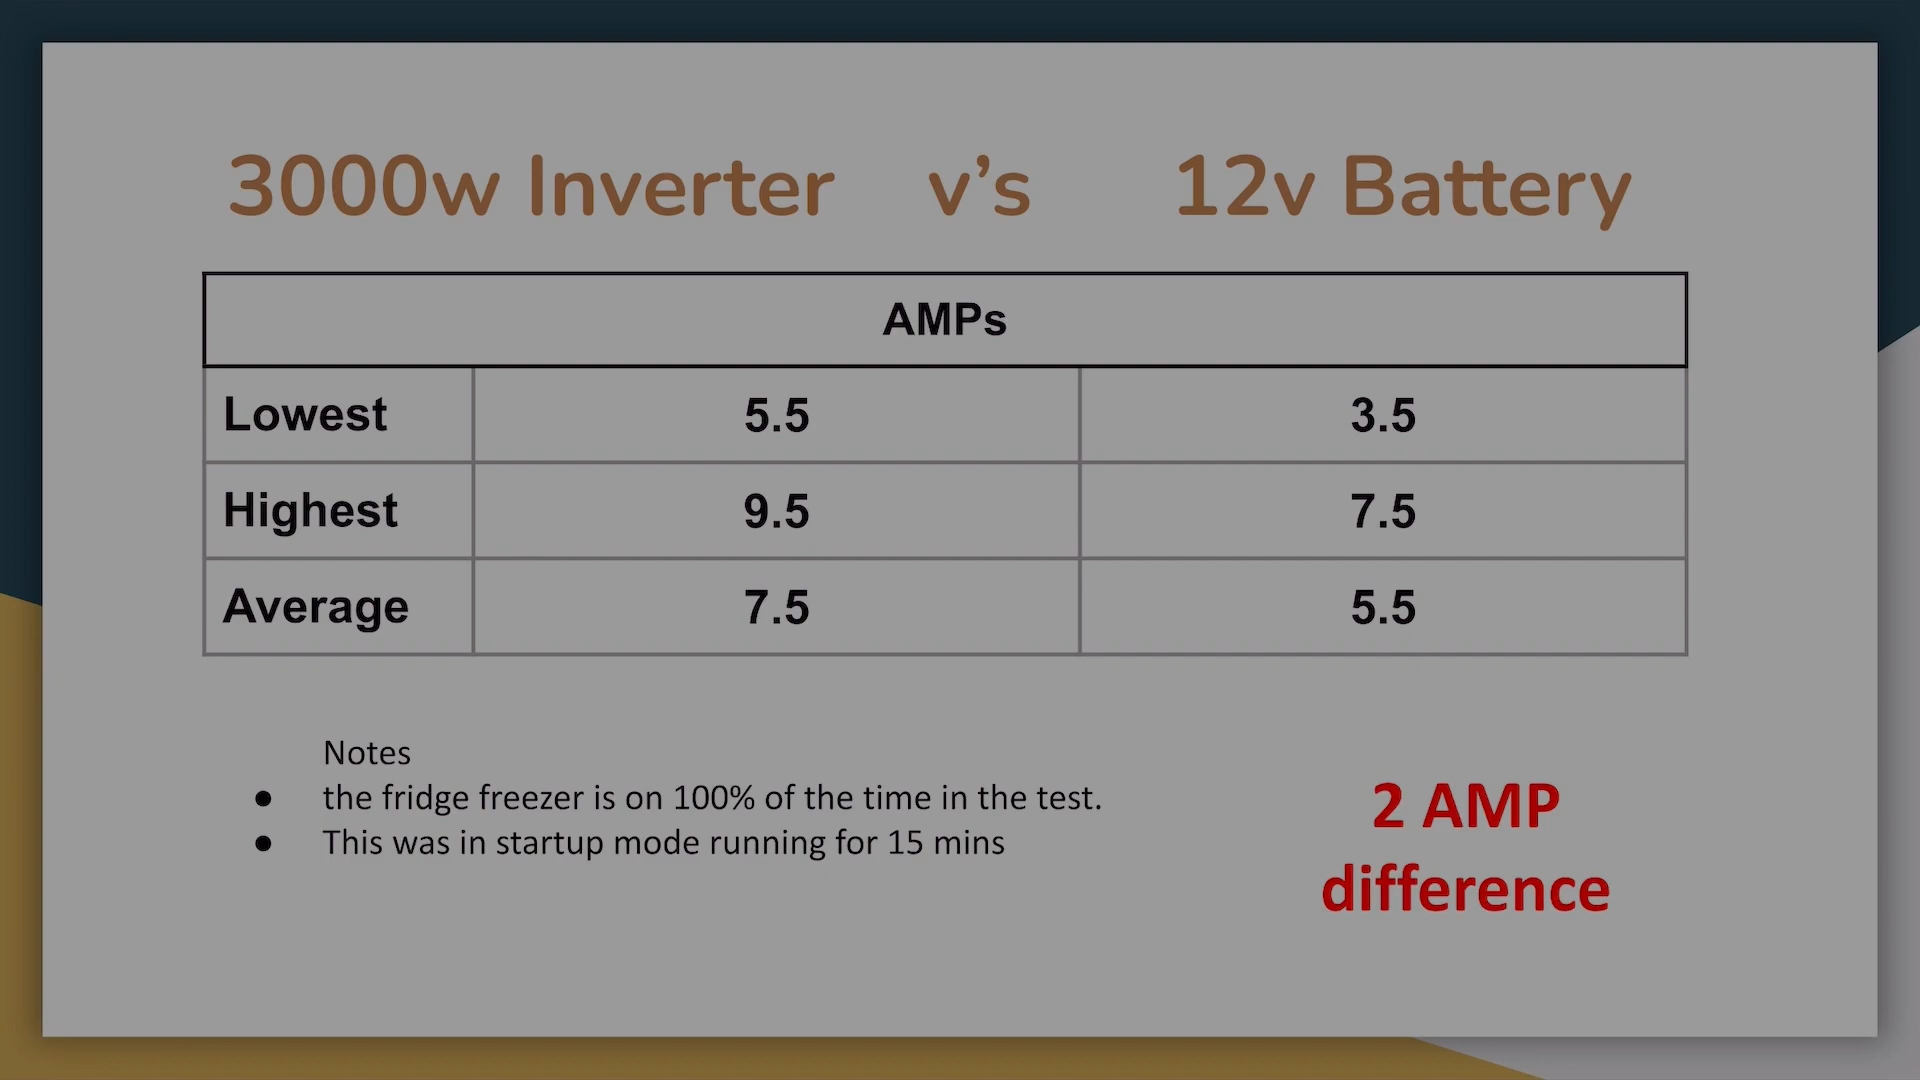 3000w Inverter v’s 12v Battery
AMPs
Lowest 5.5 3.5
Highest 9.5 7.5
Average 7.5 5.5
Notes
● the fridge freezer is on 100% of the time in the test.
● This was in startup mode running for 15 mins
2 AMP
difference